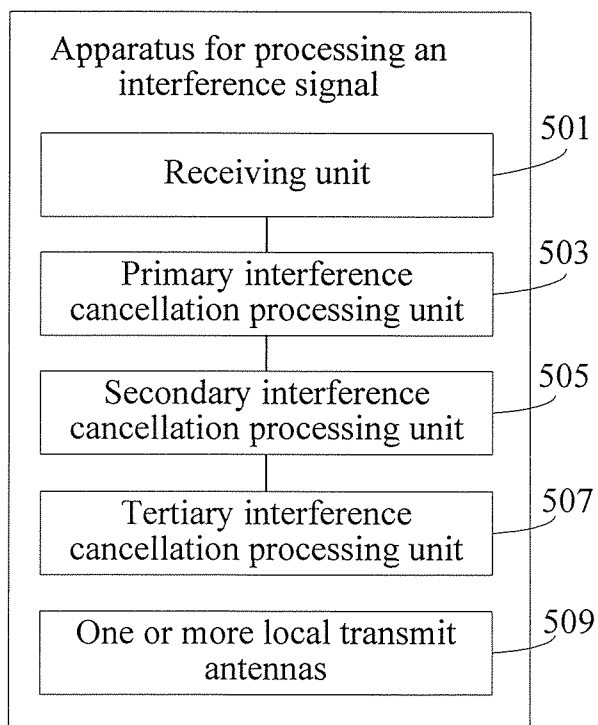 Apparatus for processing an
interference signal
501
Receiving unit
503
Primary interference
cancellation processing unit
505
Secondary interference
cancellation processing unit
507
Tertiary interference
cancellation processing unit
509
One or more local transmit
antennas